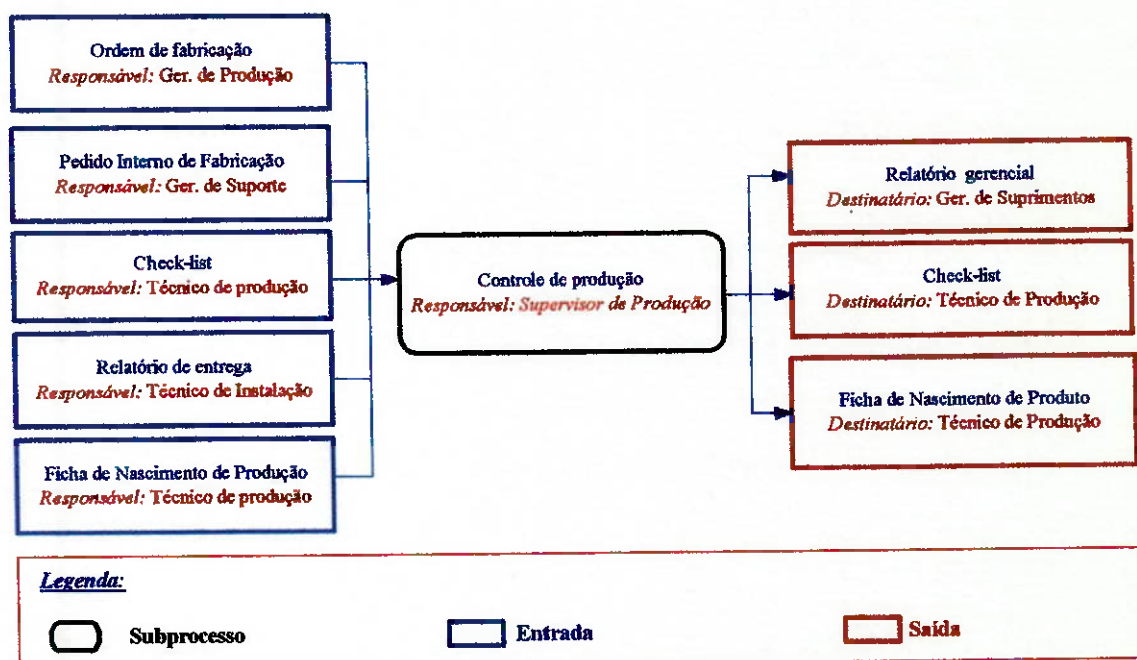 Ordem de fabricação
Responsável: Ger. de Produção
Pedido Interno de Fabricação
Responsável: Ger. de Suporte
Check-list
Responsável: Técnico de produção
Relatório de entrega
Responsável: Técnico de Instalação
Ficha de Nascimento de Produção
Responsável: Técnico de produção
Controle de produção
Responsável: Supervisor de Produção
Relatório gerencial
Destinatário: Ger. de Suprimentos
Check-list
Destinatário: Técnico de Produção
Ficha de Nascimento de Produto
Destinatário: Técnico de Produção
Legenda:
Subprocesso
Entrada
Saída